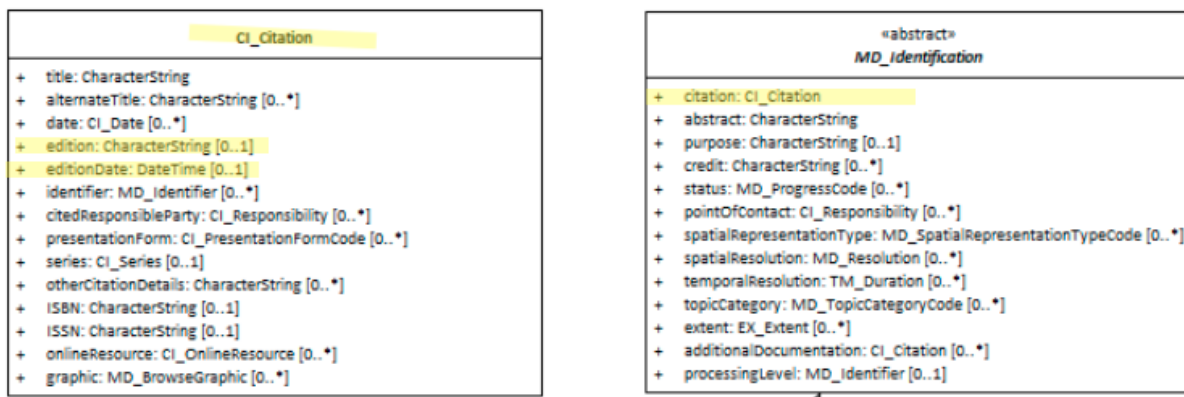 CI_Citation
+ title: CharacterString
+ alternateTitle: CharacterString [0..*]
+ date: CI_Date [0..*]
+ edition: CharacterString [0..1]
+ editionDate: DateTime [0..1]
+ identifier: MD_Identifier [0..*]
+ citedResponsibleParty: CI_Responsibility [0..*]
+ presentationForm: CI_PresentationFormCode [0..*]
+ series: CI_Series [0..1]
+ otherCitationDetails: CharacterString [0..*]
+ ISBN: CharacterString [0..1]
+ ISSN: CharacterString [0..1]
+ onlineResource: CI_OnlineResource [0..*]
+ graphic: MD_BrowseGraphic [0..*]
«abstract»
MD_Identification
+ citation: CI_Citation
+ abstract: CharacterString
+ purpose: CharacterString [0..1]
+ credit: CharacterString [0..*]
+ status: MD_ProgressCode [0..*]
+ pointOfContact: CI_Responsibility [0..*]
+ spatialRepresentationType: MD_SpatialRepresentationTypeCode [0..*]
+ spatialResolution: MD_Resolution [0..*]
+ temporalResolution: TM_Duration [0..*]
+ topicCategory: MD_TopicCategoryCode [0..*]
+ extent: EX_Extent [0..*]
+ additionalDocumentation: CI_Citation [0..*]
+ processingLevel: MD_Identifier [0..1]